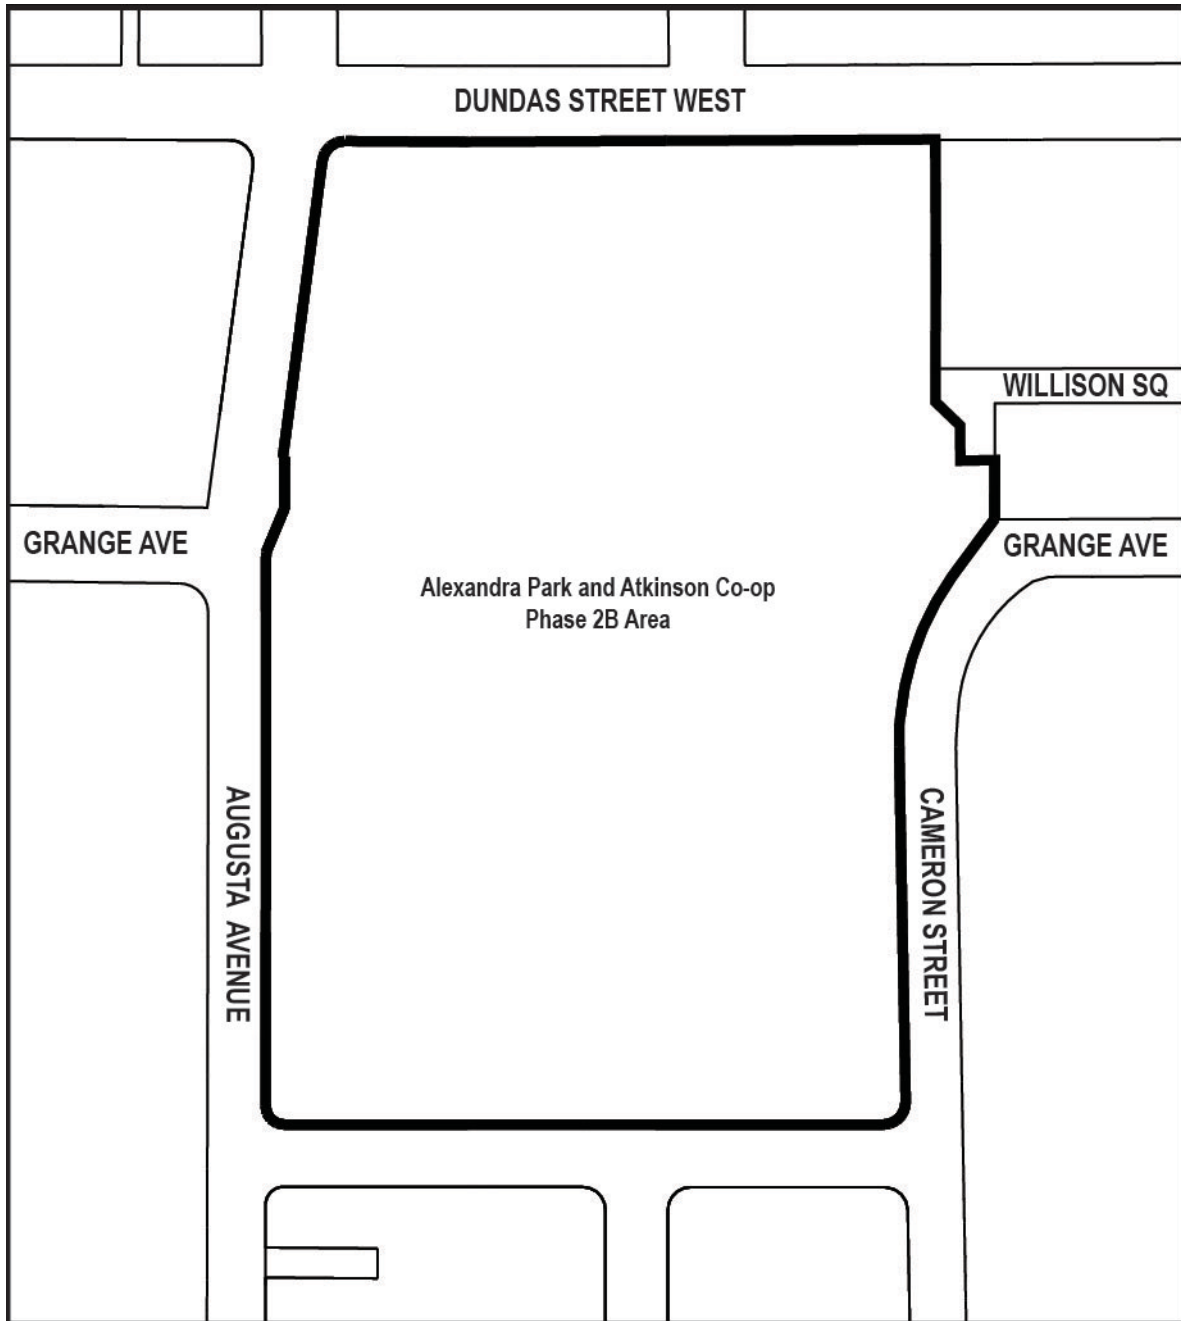 DUNDAS STREET WEST
WILLISON SQ
GRANGE AVE
GRANGE AVE
Alexandra Park and Atkinson Co-op
Phase 2B Area
AUGUSTA AVENUE
CAMERON STREET